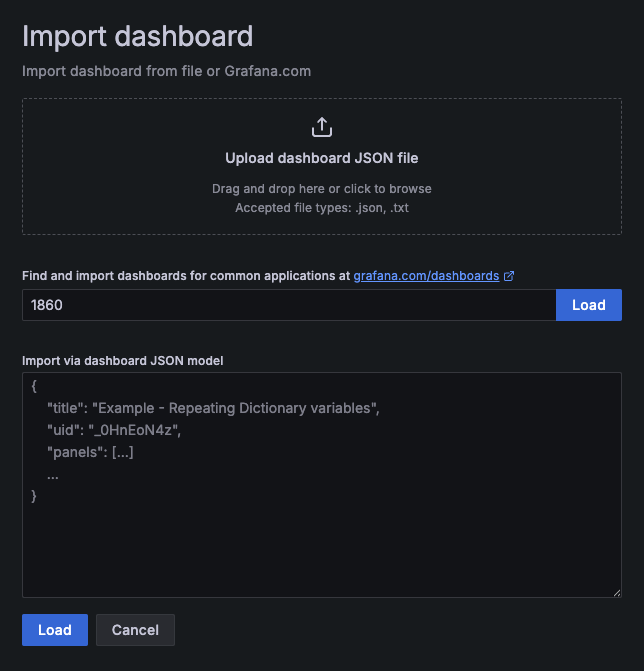 Import dashboard
Import dashboard from file or Grafana.com
Upload dashboard JSON file
Drag and drop here or click to browse
Accepted file types: .json, .txt
Find and import dashboards for common applications at grafana.com/dashboards
1860 Load
Import via dashboard JSON model
{
    "title": "Example - Repeating Dictionary variables",
    "uid": "_0HnEoN4z",
    "panels": [...]
    ...
}
Load Cancel